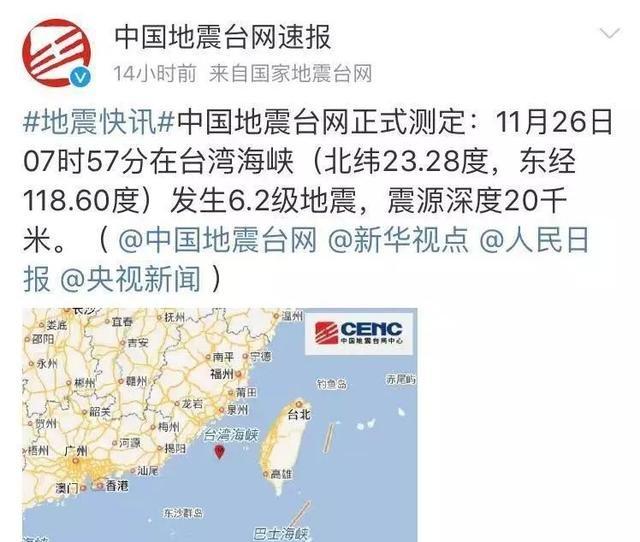 中国地震台网速报
14小时前 来自国家地震台网
#地震快讯#中国地震台网正式测定：11月26日
07时57分在台湾海峡（北纬23.28度，东经
118.60度）发生6.2级地震，震源深度20千
米。（ @中国地震台网 @新华视点 @人民日
报 @央视新闻 ）
长沙
宜春
抚州
温州
娄底
邵阳
吉安
CENC
中国地震台网中心
永州
南平
宁德
郴州
赣州
福州
钓鱼岛
赤尾屿
莆田
韶关
龙岩
泉州
台北
贺州
梅州
台湾海峡
河源
梧州
广州
揭阳
汕尾
高雄
澳门
香港
东沙群岛
巴士海峡